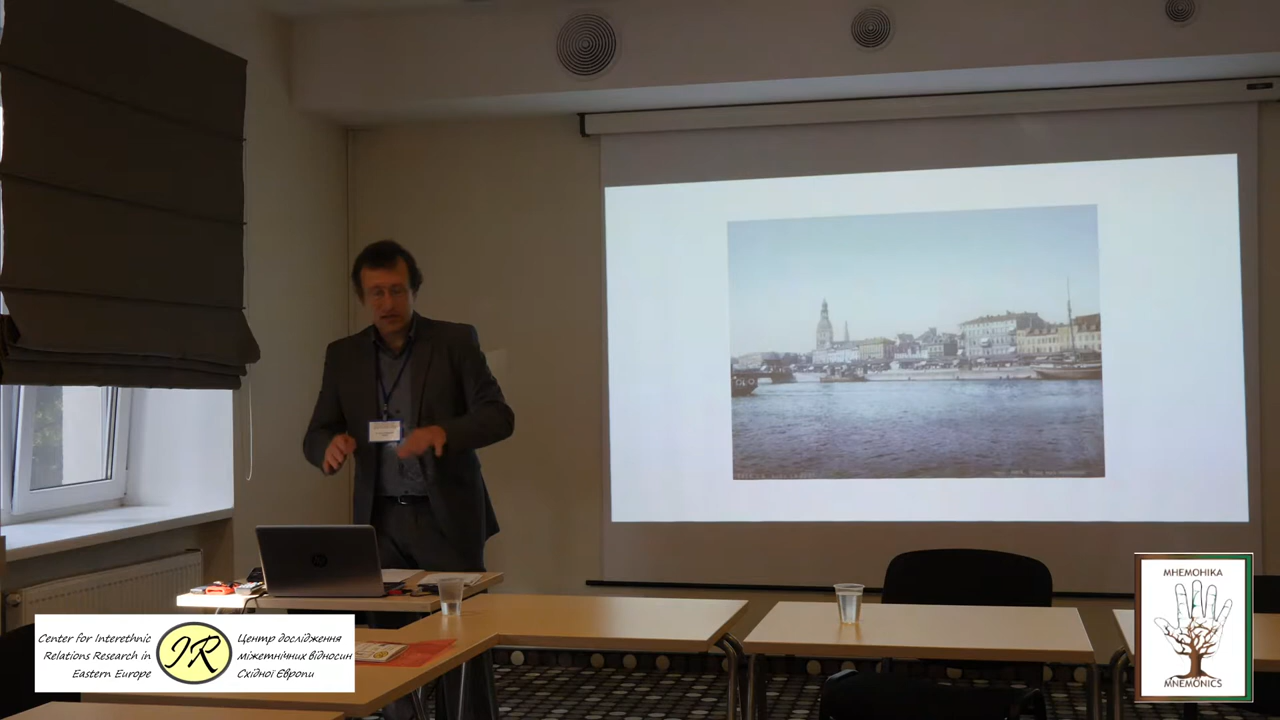 Center for Interethnic
Relations Research in
Eastern Europe
IR
Центр дослідження
міжетнічних відносин
Східної Європи
МНЕМОНІКА
MNEMONICS